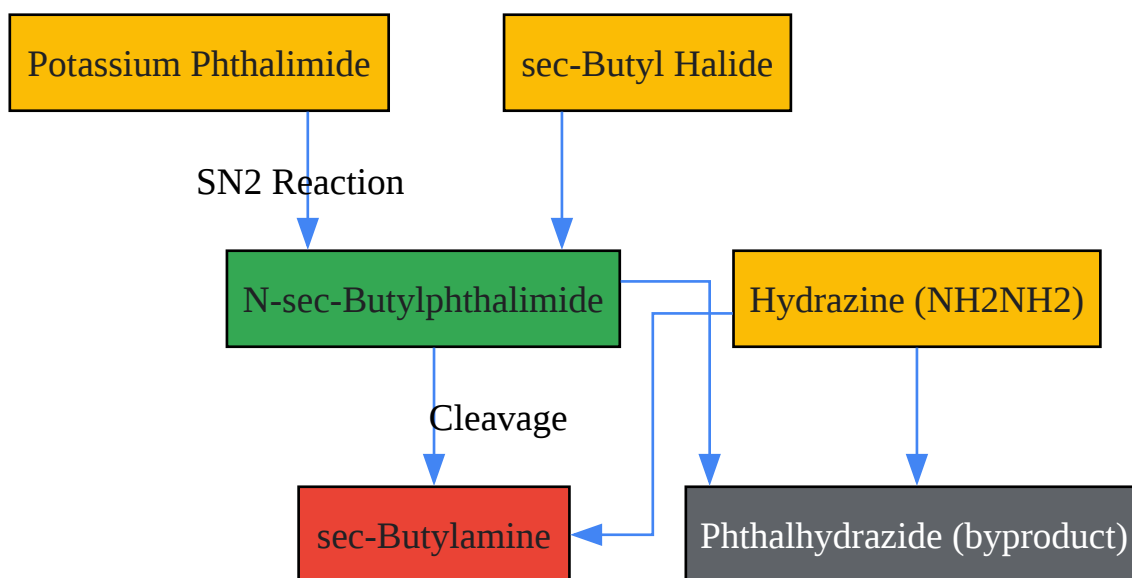 Potassium Phthalimide
sec-Butyl Halide
SN2 Reaction
N-sec-Butylphthalimide
Hydrazine (NH2NH2)
Cleavage
sec-Butylamine
Phthalhydrazide (byproduct)